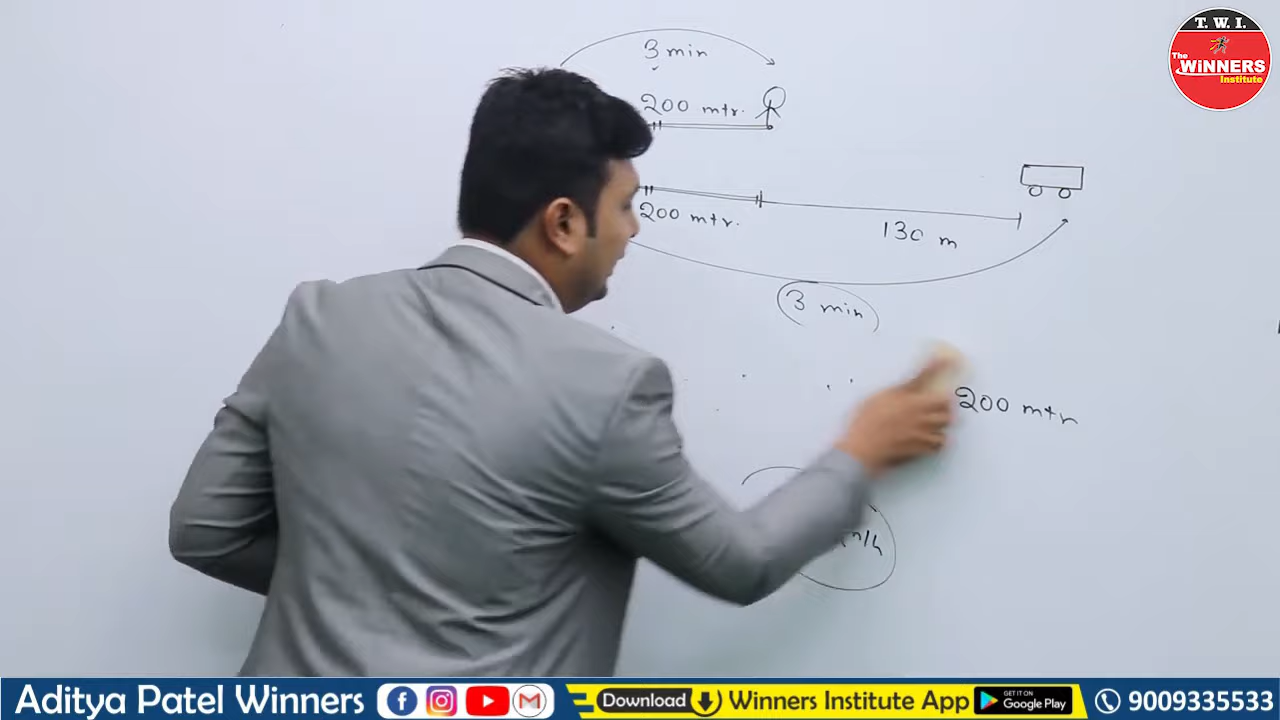 T. W. I.
The
WINNERS
Institute
3 min
200 mtr.
200 mtr.
130 m
3 min
200 mtr
Aditya Patel Winners
Download Winners Institute App GET IT ON Google Play 9009335533